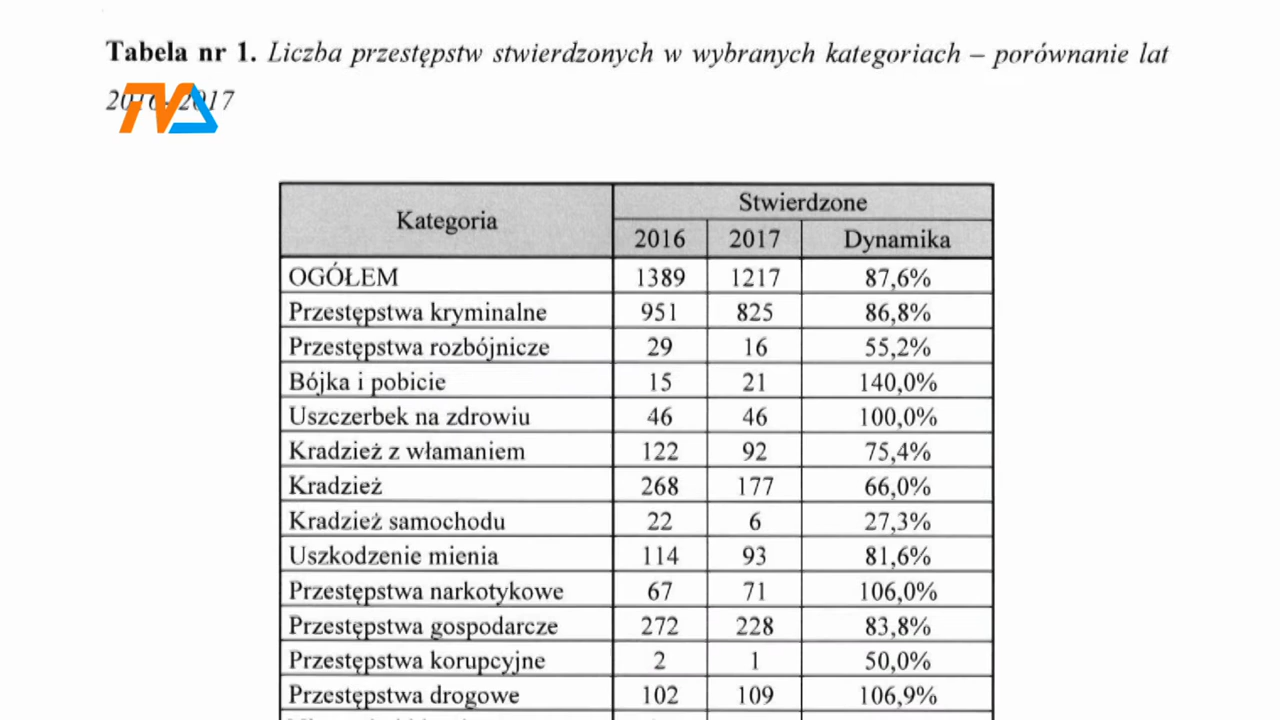 Tabela nr 1. Liczba przestępstw stwierdzonych w wybranych kategoriach – porównanie lat
2016-2017
TVA
Kategoria Stwierdzone
2016 2017 Dynamika
OGÓŁEM 1389 1217 87,6%
Przestępstwa kryminalne 951 825 86,8%
Przestępstwa rozbójnicze 29 16 55,2%
Bójka i pobicie 15 21 140,0%
Uszczerbek na zdrowiu 46 46 100,0%
Kradzież z włamaniem 122 92 75,4%
Kradzież 268 177 66,0%
Kradzież samochodu 22 6 27,3%
Uszkodzenie mienia 114 93 81,6%
Przestępstwa narkotykowe 67 71 106,0%
Przestępstwa gospodarcze 272 228 83,8%
Przestępstwa korupcyjne 2 1 50,0%
Przestępstwa drogowe 102 109 106,9%